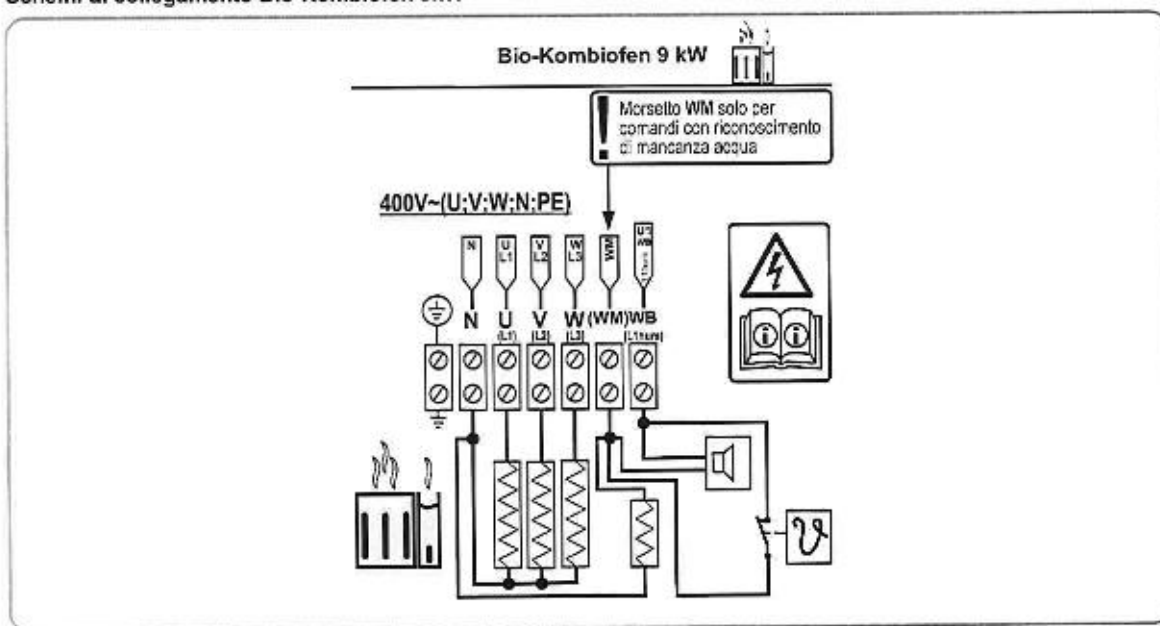 Bio-Kombiofen 9 kW
Morsetto WM solo per
comandi con riconoscimento
di mancanza acqua
400V~(U;V;W;N;PE)
N
U
L1
V
L2
W
L3
WM
WB
N U V W (WM) WB
(L1) (L2) (L3)